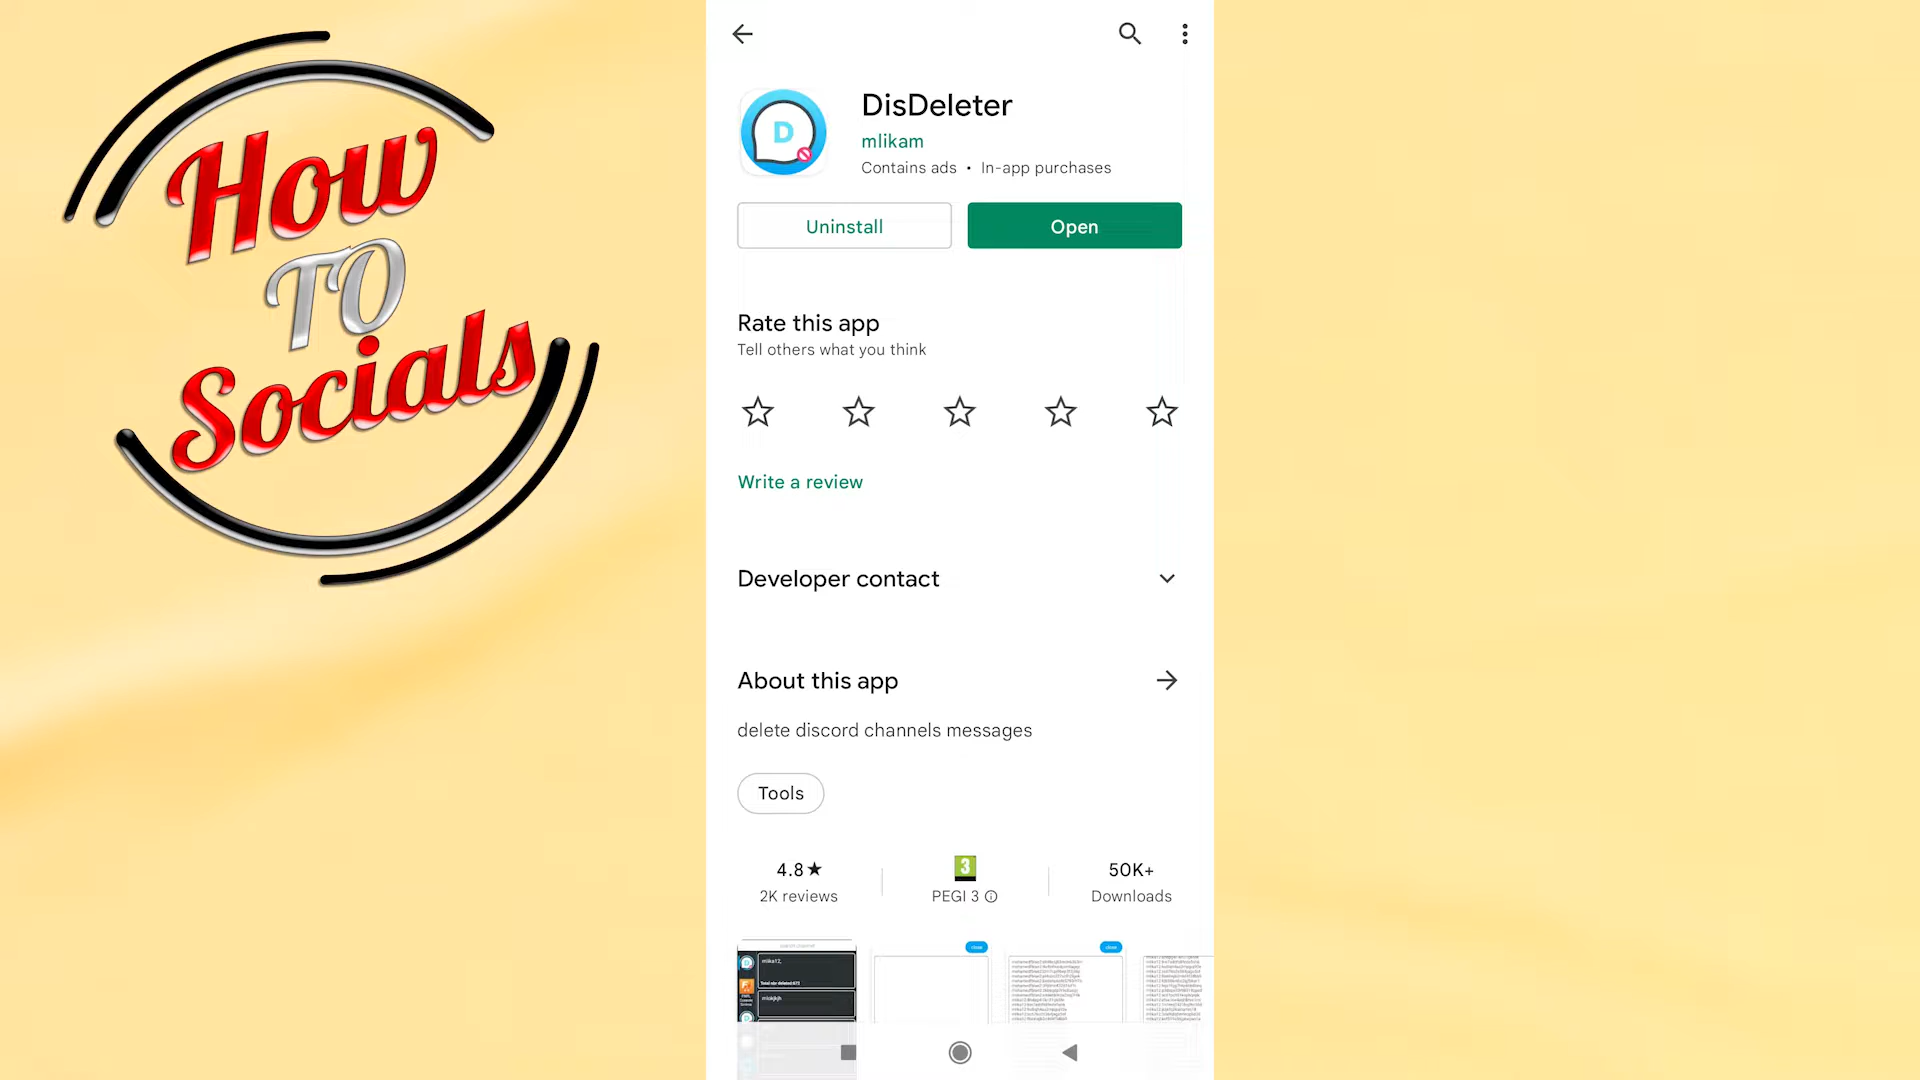 How
TO
Socials
DisDeleter
mlikam
Contains ads • In-app purchases
Uninstall
Open
Rate this app
Tell others what you think
Write a review
Developer contact
About this app
delete discord channels messages
Tools
4.8★
2K reviews
3
PEGI 3
50K+
Downloads
close
close